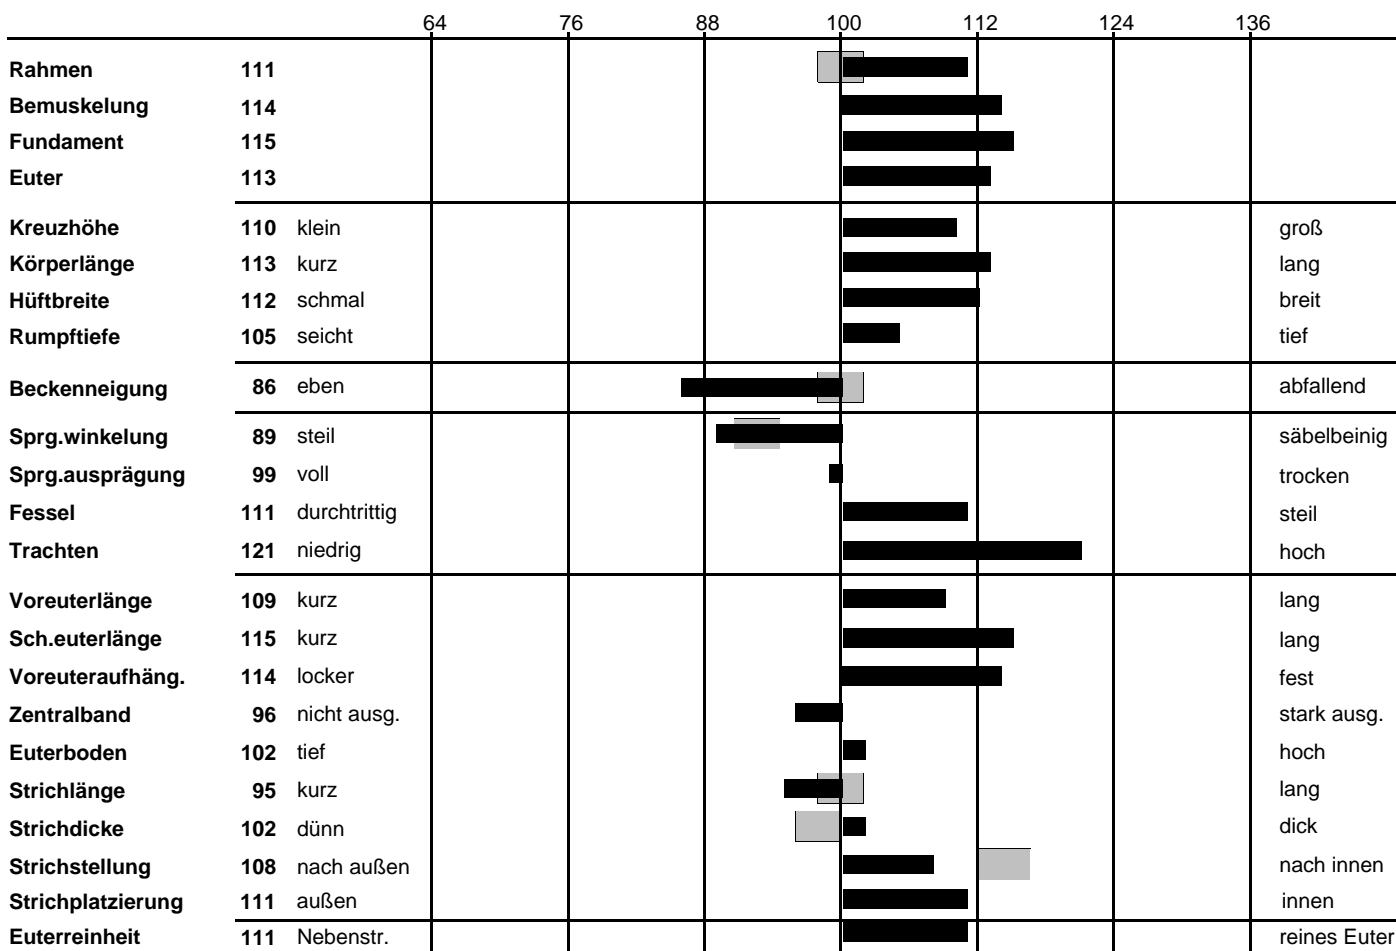 64 76 88 100 112 124 136
Rahmen 111
Bemuskelung 114
Fundament 115
Euter 113
Kreuzhöhe 110 klein groß
Körperlänge 113 kurz lang
Hüftbreite 112 schmal breit
Rumpftiefe 105 seicht tief
Beckenneigung 86 eben abfallend
Sprg.winkelung 89 steil säbelbeinig
Sprg.ausprägung 99 voll trocken
Fessel 111 durchtrittig steil
Trachten 121 niedrig hoch
Voreuterlänge 109 kurz lang
Sch.euterlänge 115 kurz lang
Voreuteraufhäng. 114 locker fest
Zentralband 96 nicht ausg. stark ausg.
Euterboden 102 tief hoch
Strichlänge 95 kurz lang
Strichdicke 102 dünn dick
Strichstellung 108 nach außen nach innen
Strichplatzierung 111 außen innen
Euterreinheit 111 Nebenstr. reines Euter